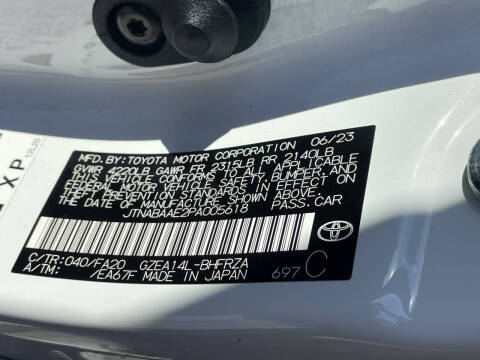 MFD. BY: TOYOTA MOTOR CORPORATION 06/23
GVWR 4220LB GAWR FR 2315LB RR 2140LB
THIS VEHICLE CONFORMS TO ALL APPLICABLE
FEDERAL MOTOR VEHICLE SAFETY, BUMPER, AND
THEFT PREVENTION STANDARDS IN EFFECT ON
THE DATE OF MANUFACTURE SHOWN ABOVE.
JTNABAAE2PA005618 PASS. CAR
C/TR:040/FA20 GZEA14L-BHFRZA
A/TM: /EA67F MADE IN JAPAN 697 C
XP